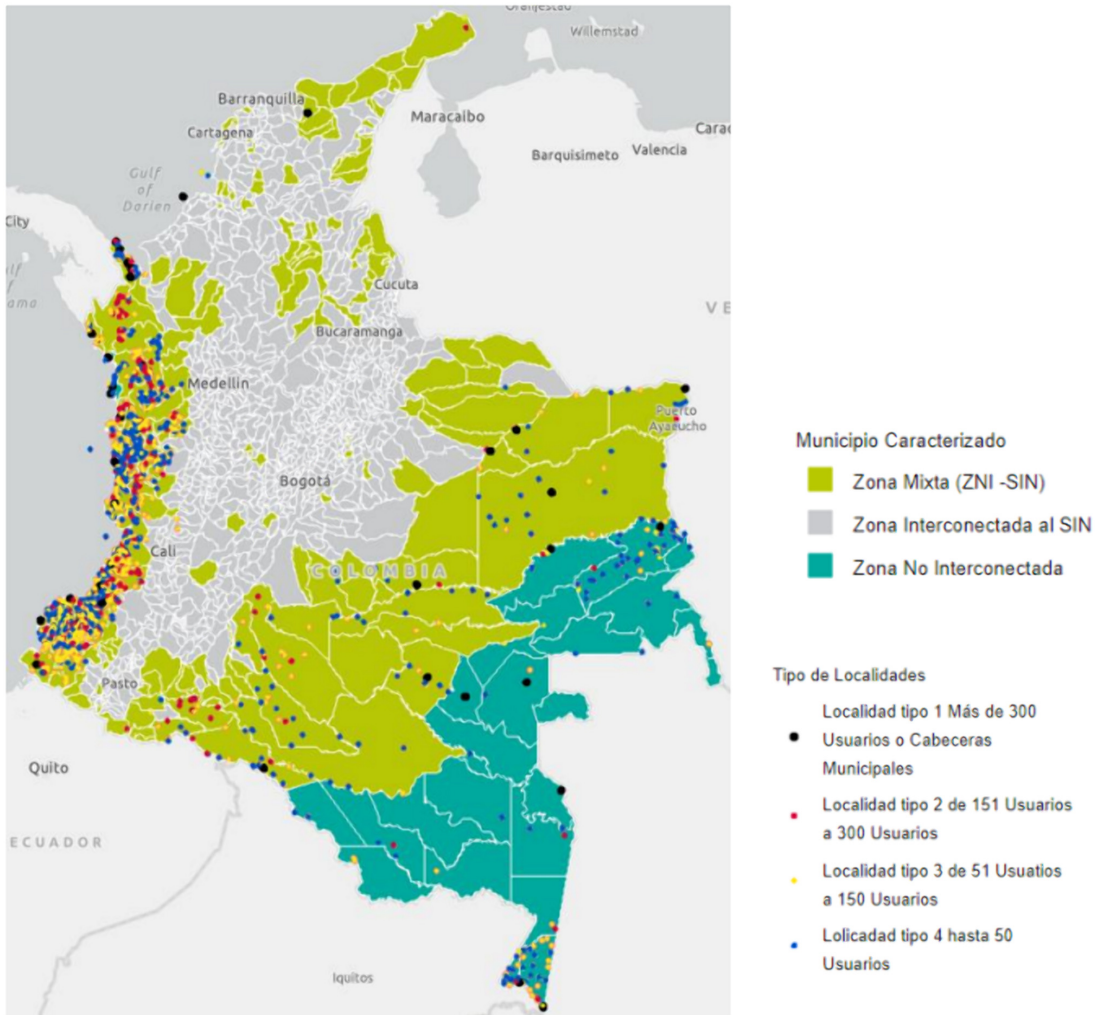 Oranjestad
Willemstad
Barranquilla
Maracaibo
Cartagena
Carac
Barquisimeto
Valencia
Gulf
of
Darien
City
Cucuta
Bucaramanga
VE
Medellin
Puerto
Ayacucho
Bogotá
Cali
COLOMBIA
Pasto
Quito
ECUADOR
Iquitos
Municipio Caracterizado
Zona Mixta (ZNI -SIN)
Zona Interconectada al SIN
Zona No Interconectada
Tipo de Localidades
Localidad tipo 1 Más de 300
Usuarios o Cabeceras
Municipales
Localidad tipo 2 de 151 Usuarios
a 300 Usuarios
Localidad tipo 3 de 51 Usuatios
a 150 Usuarios
Lolicadad tipo 4 hasta 50
Usuarios